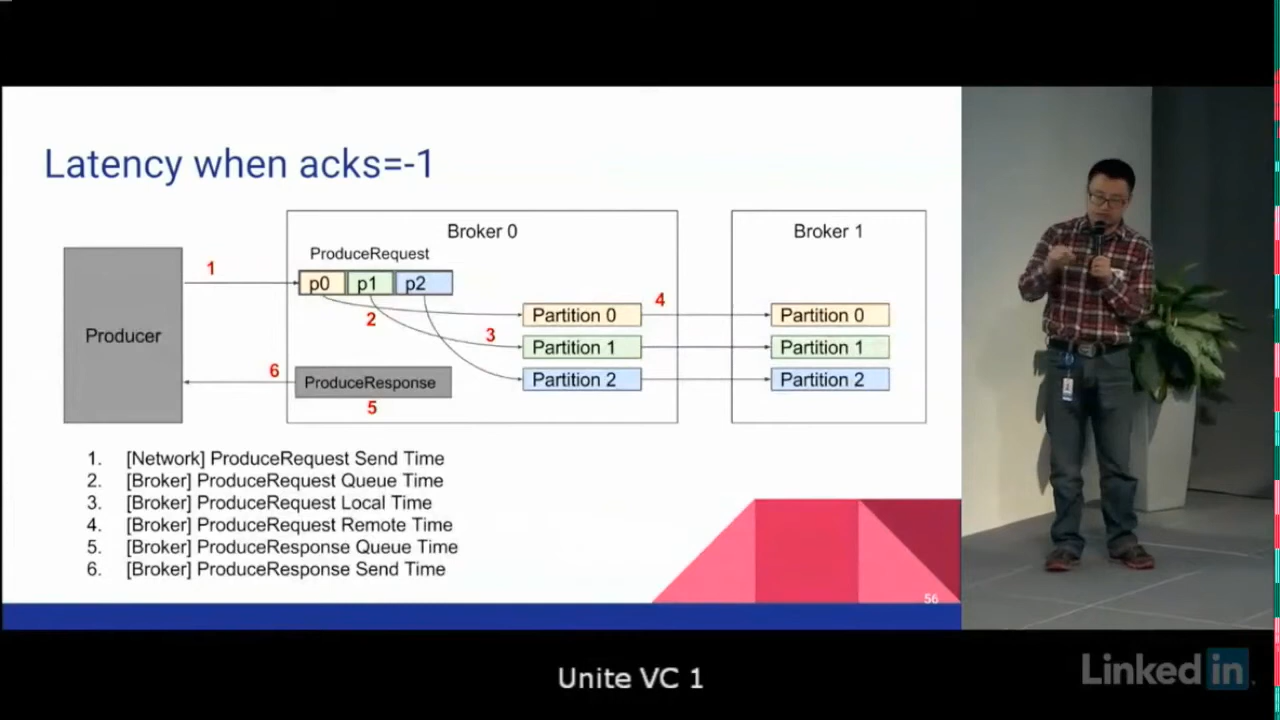 Latency when acks=-1
Broker 0
Broker 1
ProduceRequest
1
p0 p1 p2
4
Partition 0
Partition 0
2
3
Producer
Partition 1
Partition 1
6
ProduceResponse
Partition 2
Partition 2
5
1. [Network] ProduceRequest Send Time
2. [Broker] ProduceRequest Queue Time
3. [Broker] ProduceRequest Local Time
4. [Broker] ProduceRequest Remote Time
5. [Broker] ProduceResponse Queue Time
6. [Broker] ProduceResponse Send Time
56
Unite VC 1
Linkedin